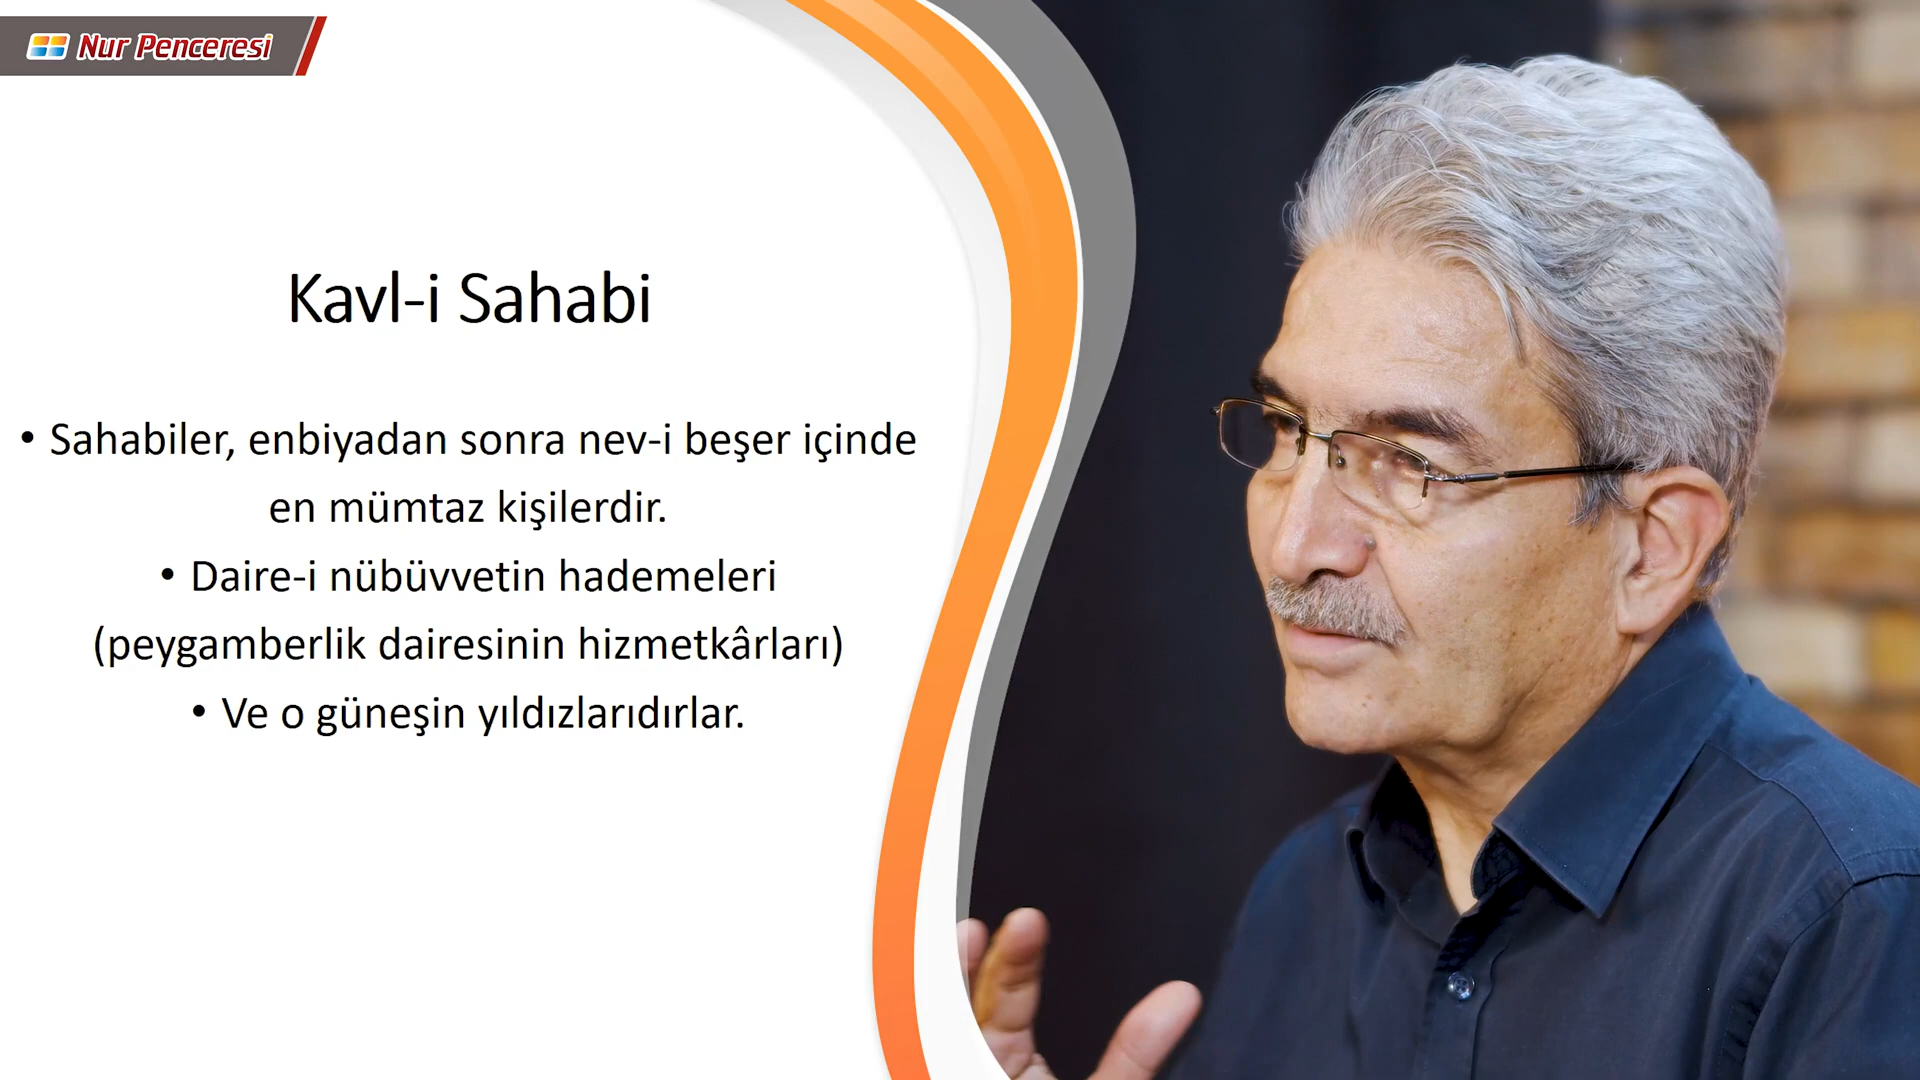 Nur Penceresi
Kavl-i Sahabi
• Sahabiler, enbiyadan sonra nev-i beşer içinde
en mümtaz kişilerdir.
• Daire-i nübüvvetin hademeleri
(peygamberlik dairesinin hizmetkârları)
• Ve o güneşin yıldızlarıdırlar.